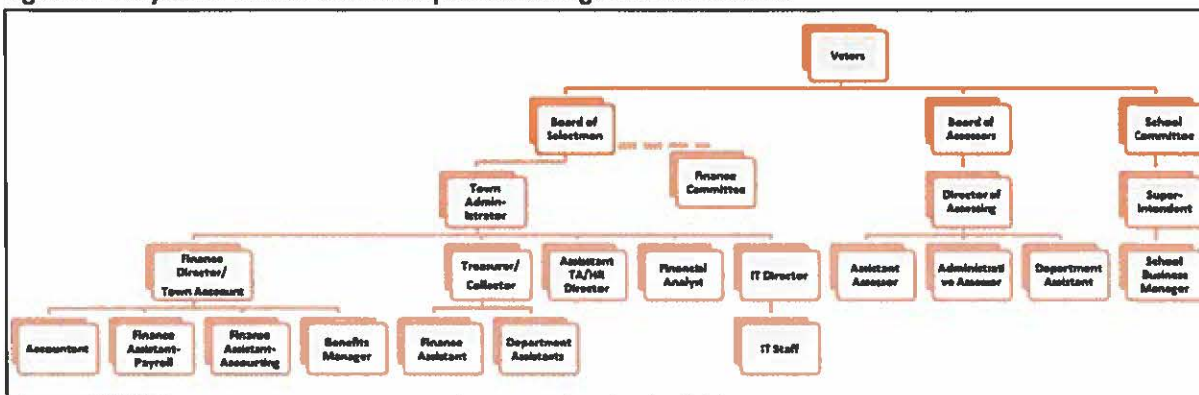 Voters
Board of
Selectmen
Board of
Assessors
School
Committee
Finance
Committee
Town
Admin-
istrator
Director of
Assessing
Super-
intendent
Finance
Director/
Town Account
Treasurer/
Collector
Assistant
TA/HR
Director
Financial
Analyst
IT Director
Assistant
Assessor
Administrati
ve Assessor
Department
Assistant
School
Business
Manager
Accountant
Finance
Assistant-
Payroll
Finance
Assistant-
Accounting
Benefits
Manager
Finance
Assistant
Department
Assistants
IT Staff